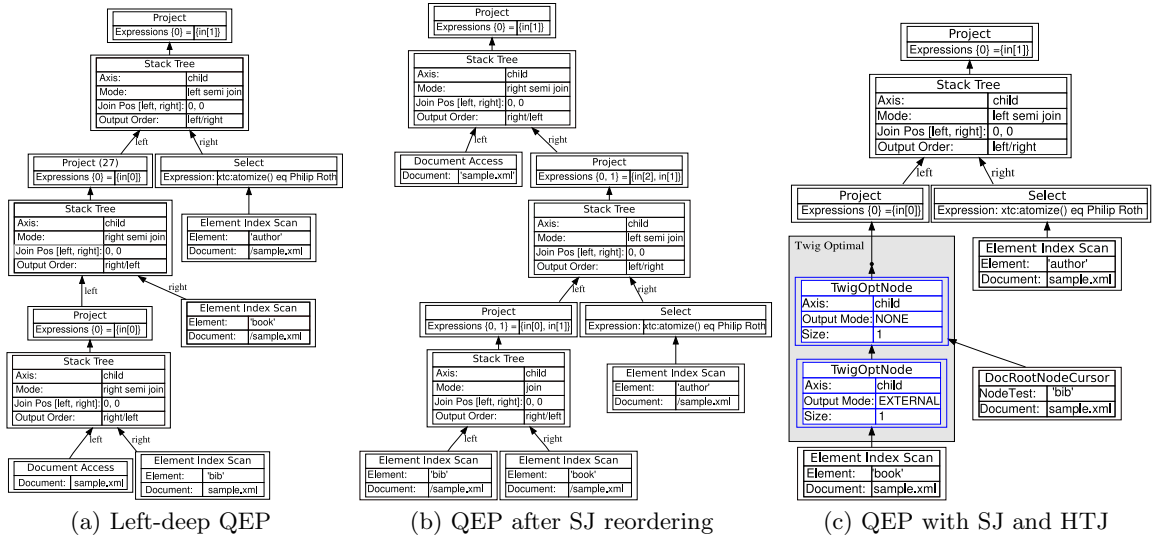 Project
Expressions {0} = {in[1]}
Stack Tree
Axis: child
Mode: left semi join
Join Pos [left, right]: 0, 0
Output Order: left/right
left
right
Project (27)
Expressions {0} = {in[0]}
Select
Expression: xtc:atomize() eq Philip Roth
Stack Tree
Axis: child
Mode: right semi join
Join Pos [left, right]: 0, 0
Output Order: right/left
Element Index Scan
Element: 'author'
Document: /sample.xml
left
right
Project
Expressions {0} = {in[0]}
Element Index Scan
Element: 'book'
Document: /sample.xml
Stack Tree
Axis: child
Mode: right semi join
Join Pos [left, right]: 0, 0
Output Order: right/left
left
right
Document Access
Document: sample.xml
Element Index Scan
Element: 'bib'
Document: sample.xml
(a) Left-deep QEP
Project
Expressions {0} = {in[1]}
Stack Tree
Axis: child
Mode: right semi join
Join Pos [left, right]: 0, 0
Output Order: right/left
left
right
Document Access
Document: 'sample.xml'
Project
Expressions {0, 1} = {in[2], in[1]}
Stack Tree
Axis: child
Mode: left semi join
Join Pos [left, right]: 0, 0
Output Order: left/right
left
right
Project
Expressions {0, 1} = {in[0], in[1]}
Select
Expression: xtc:atomize() eq Philip Roth
Stack Tree
Axis: child
Mode: join
Join Pos [left, right]: 0, 0
Output Order: right/left
Element Index Scan
Element: 'author'
Document: /sample.xml
left
right
Element Index Scan
Element: 'bib'
Document: /sample.xml
Element Index Scan
Element: 'book'
Document: /sample.xml
(b) QEP after SJ reordering
Project
Expressions {0} ={in[1]}
Stack Tree
Axis: child
Mode: left semi join
Join Pos [left, right]: 0, 0
Output Order: left/right
left
right
Project
Expressions {0} ={in[0]}
Select
Expression: xtc:atomize() eq Philip Roth
Twig Optimal
Element Index Scan
Element: 'author'
Document: sample.xml
TwigOptNode
Axis: child
Output Mode: NONE
Size: 1
TwigOptNode
Axis: child
Output Mode: EXTERNAL
Size: 1
DocRootNodeCursor
NodeTest: 'bib'
Document: sample.xml
Element Index Scan
Element: 'book'
Document: sample.xml
(c) QEP with SJ and HTJ